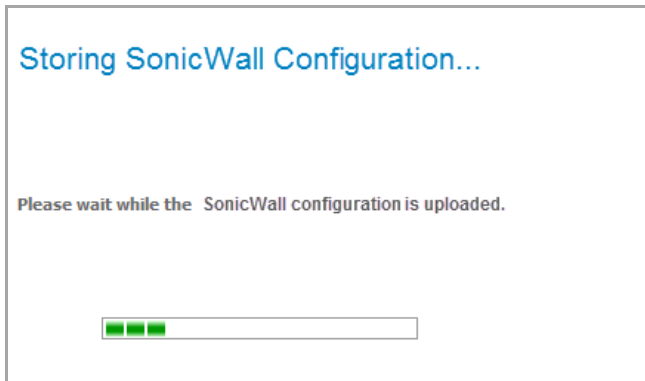 Storing SonicWall Configuration...
Please wait while the SonicWall configuration is uploaded.